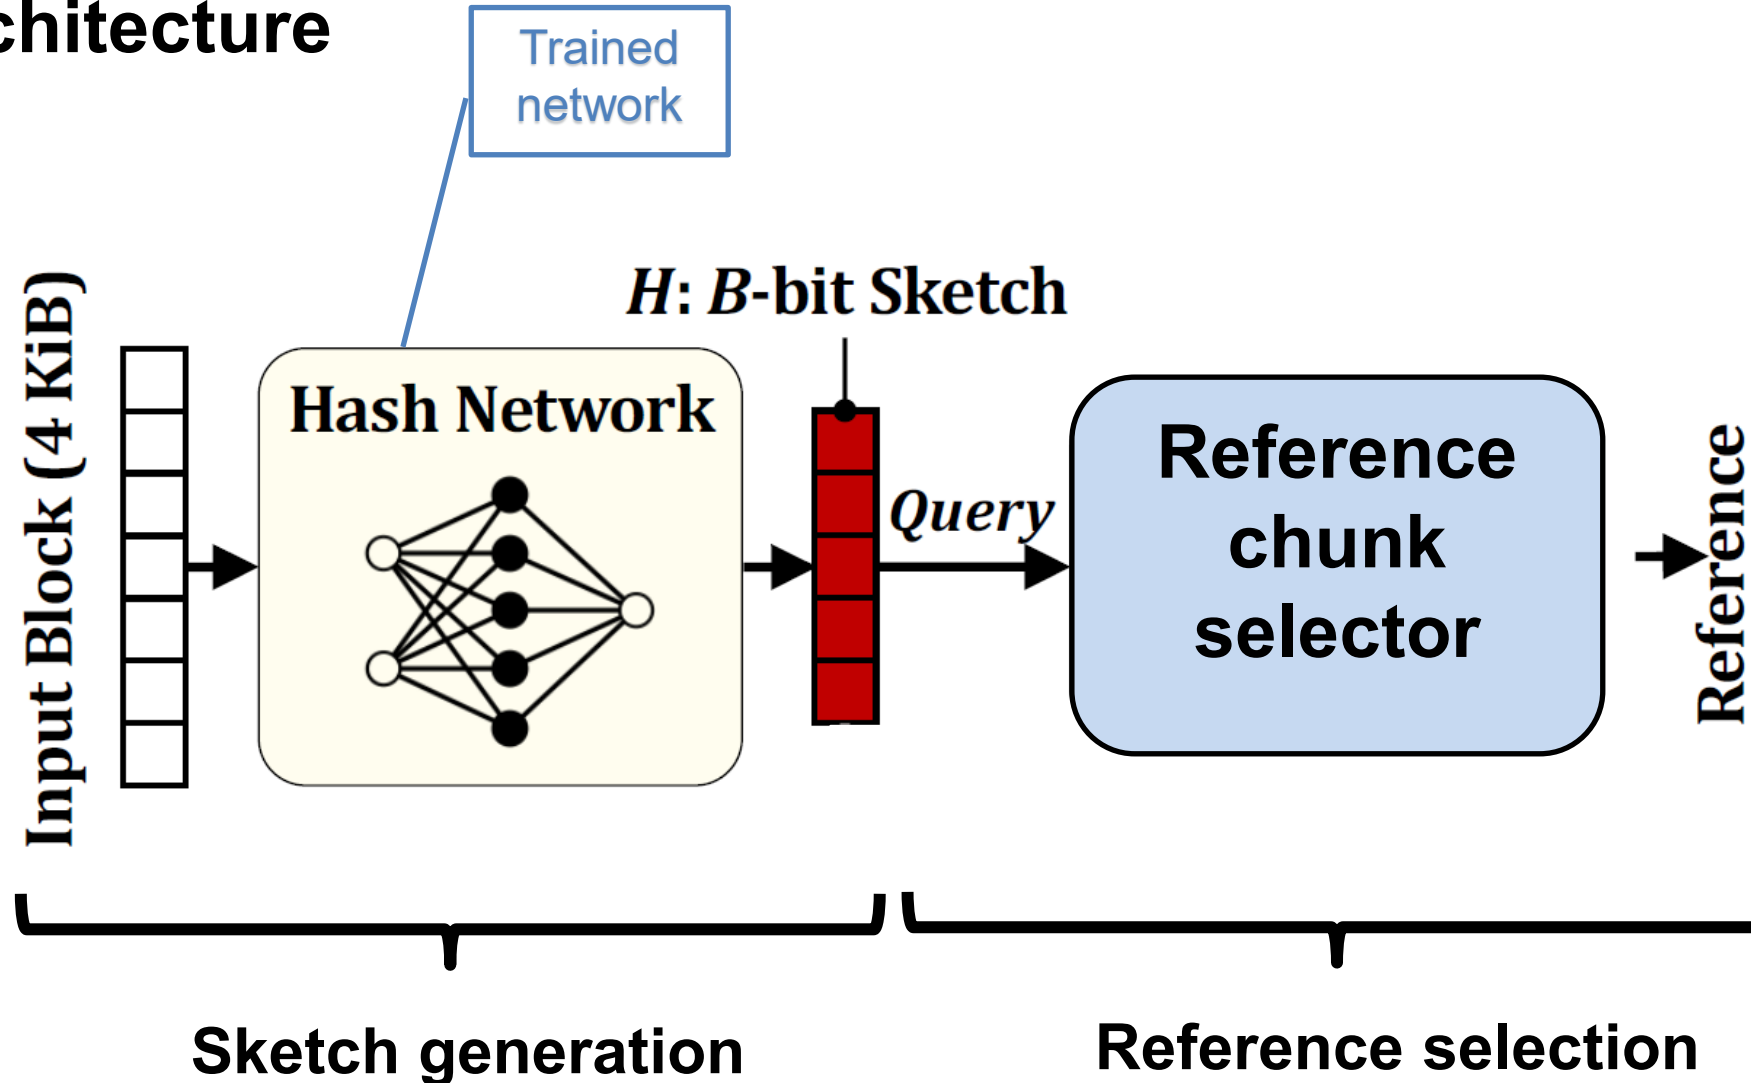 chitecture
Trained
network
H: B-bit Sketch
Input Block (4 KiB)
Hash Network
Query
Reference
chunk
selector
Reference
Sketch generation
Reference selection